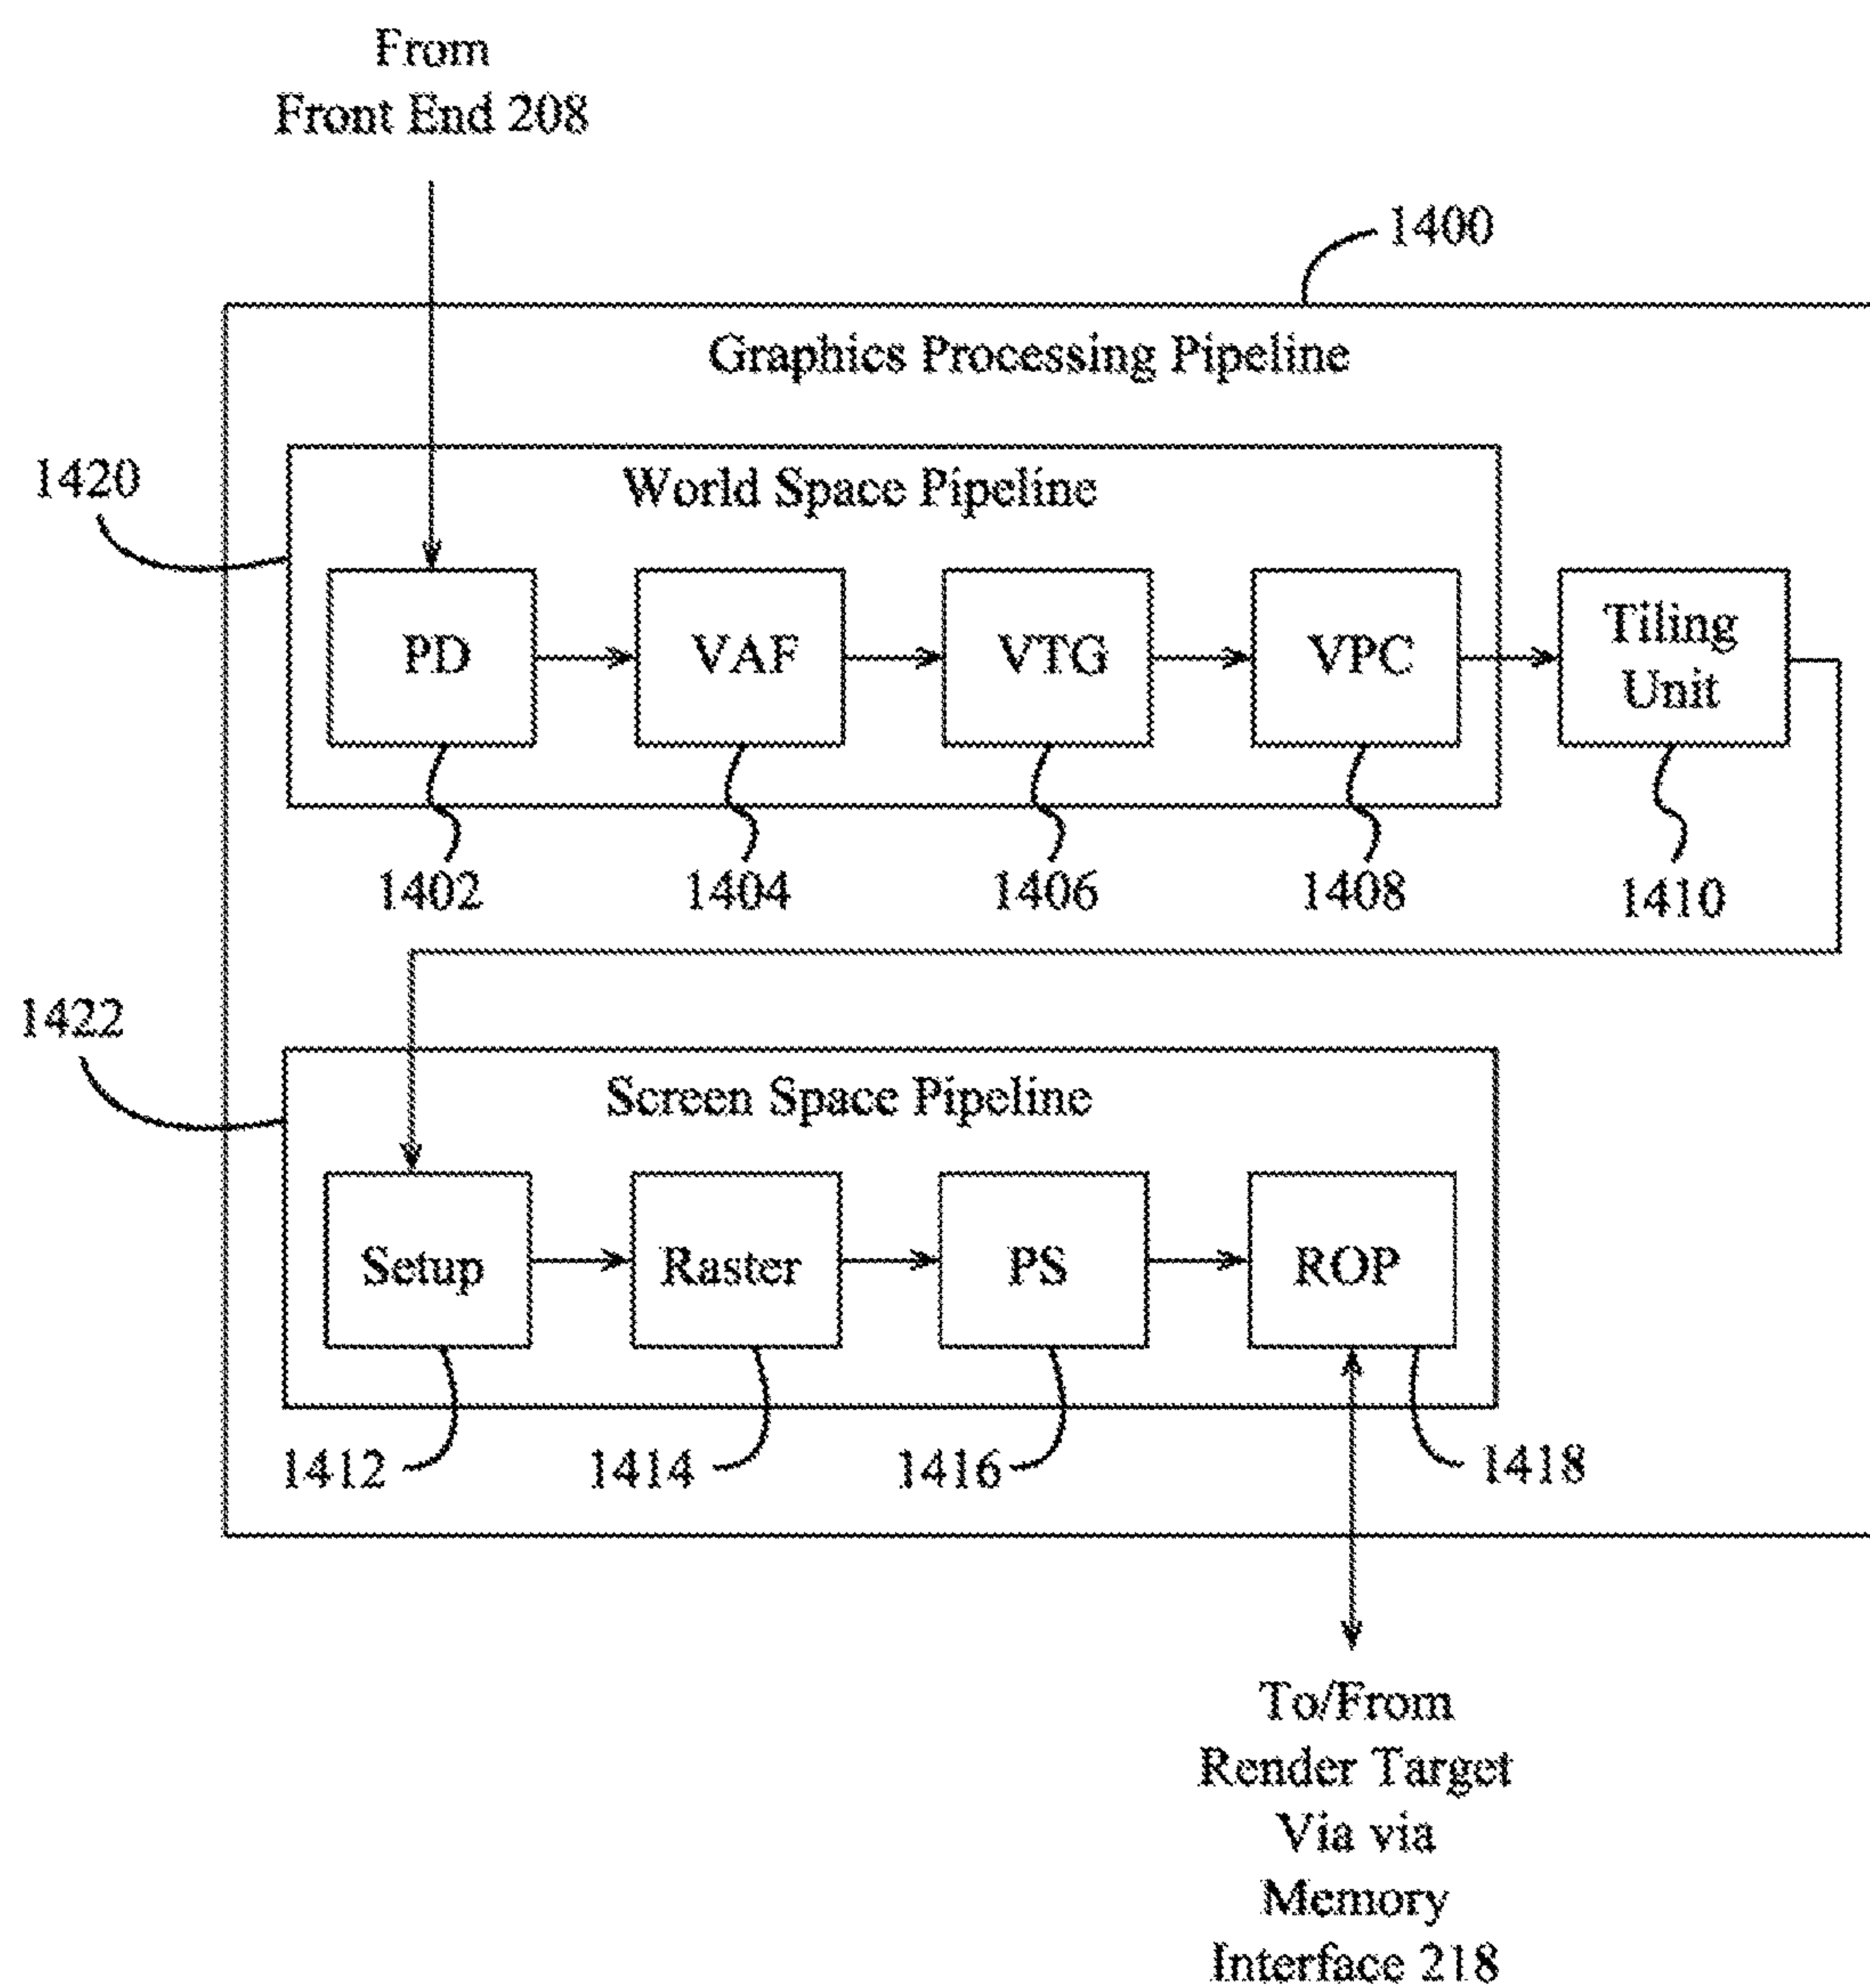 From
Front End 208
1400
Graphics Processing Pipeline
1420
World Space Pipeline
PD
VAF
VTG
VPC
Tiling
Unit
1402
1404
1406
1408
1410
1422
Screen Space Pipeline
Setup
Raster
PS
ROP
1412
1414
1416
1418
To/From
Render Target
Via via
Memory
Interface 218